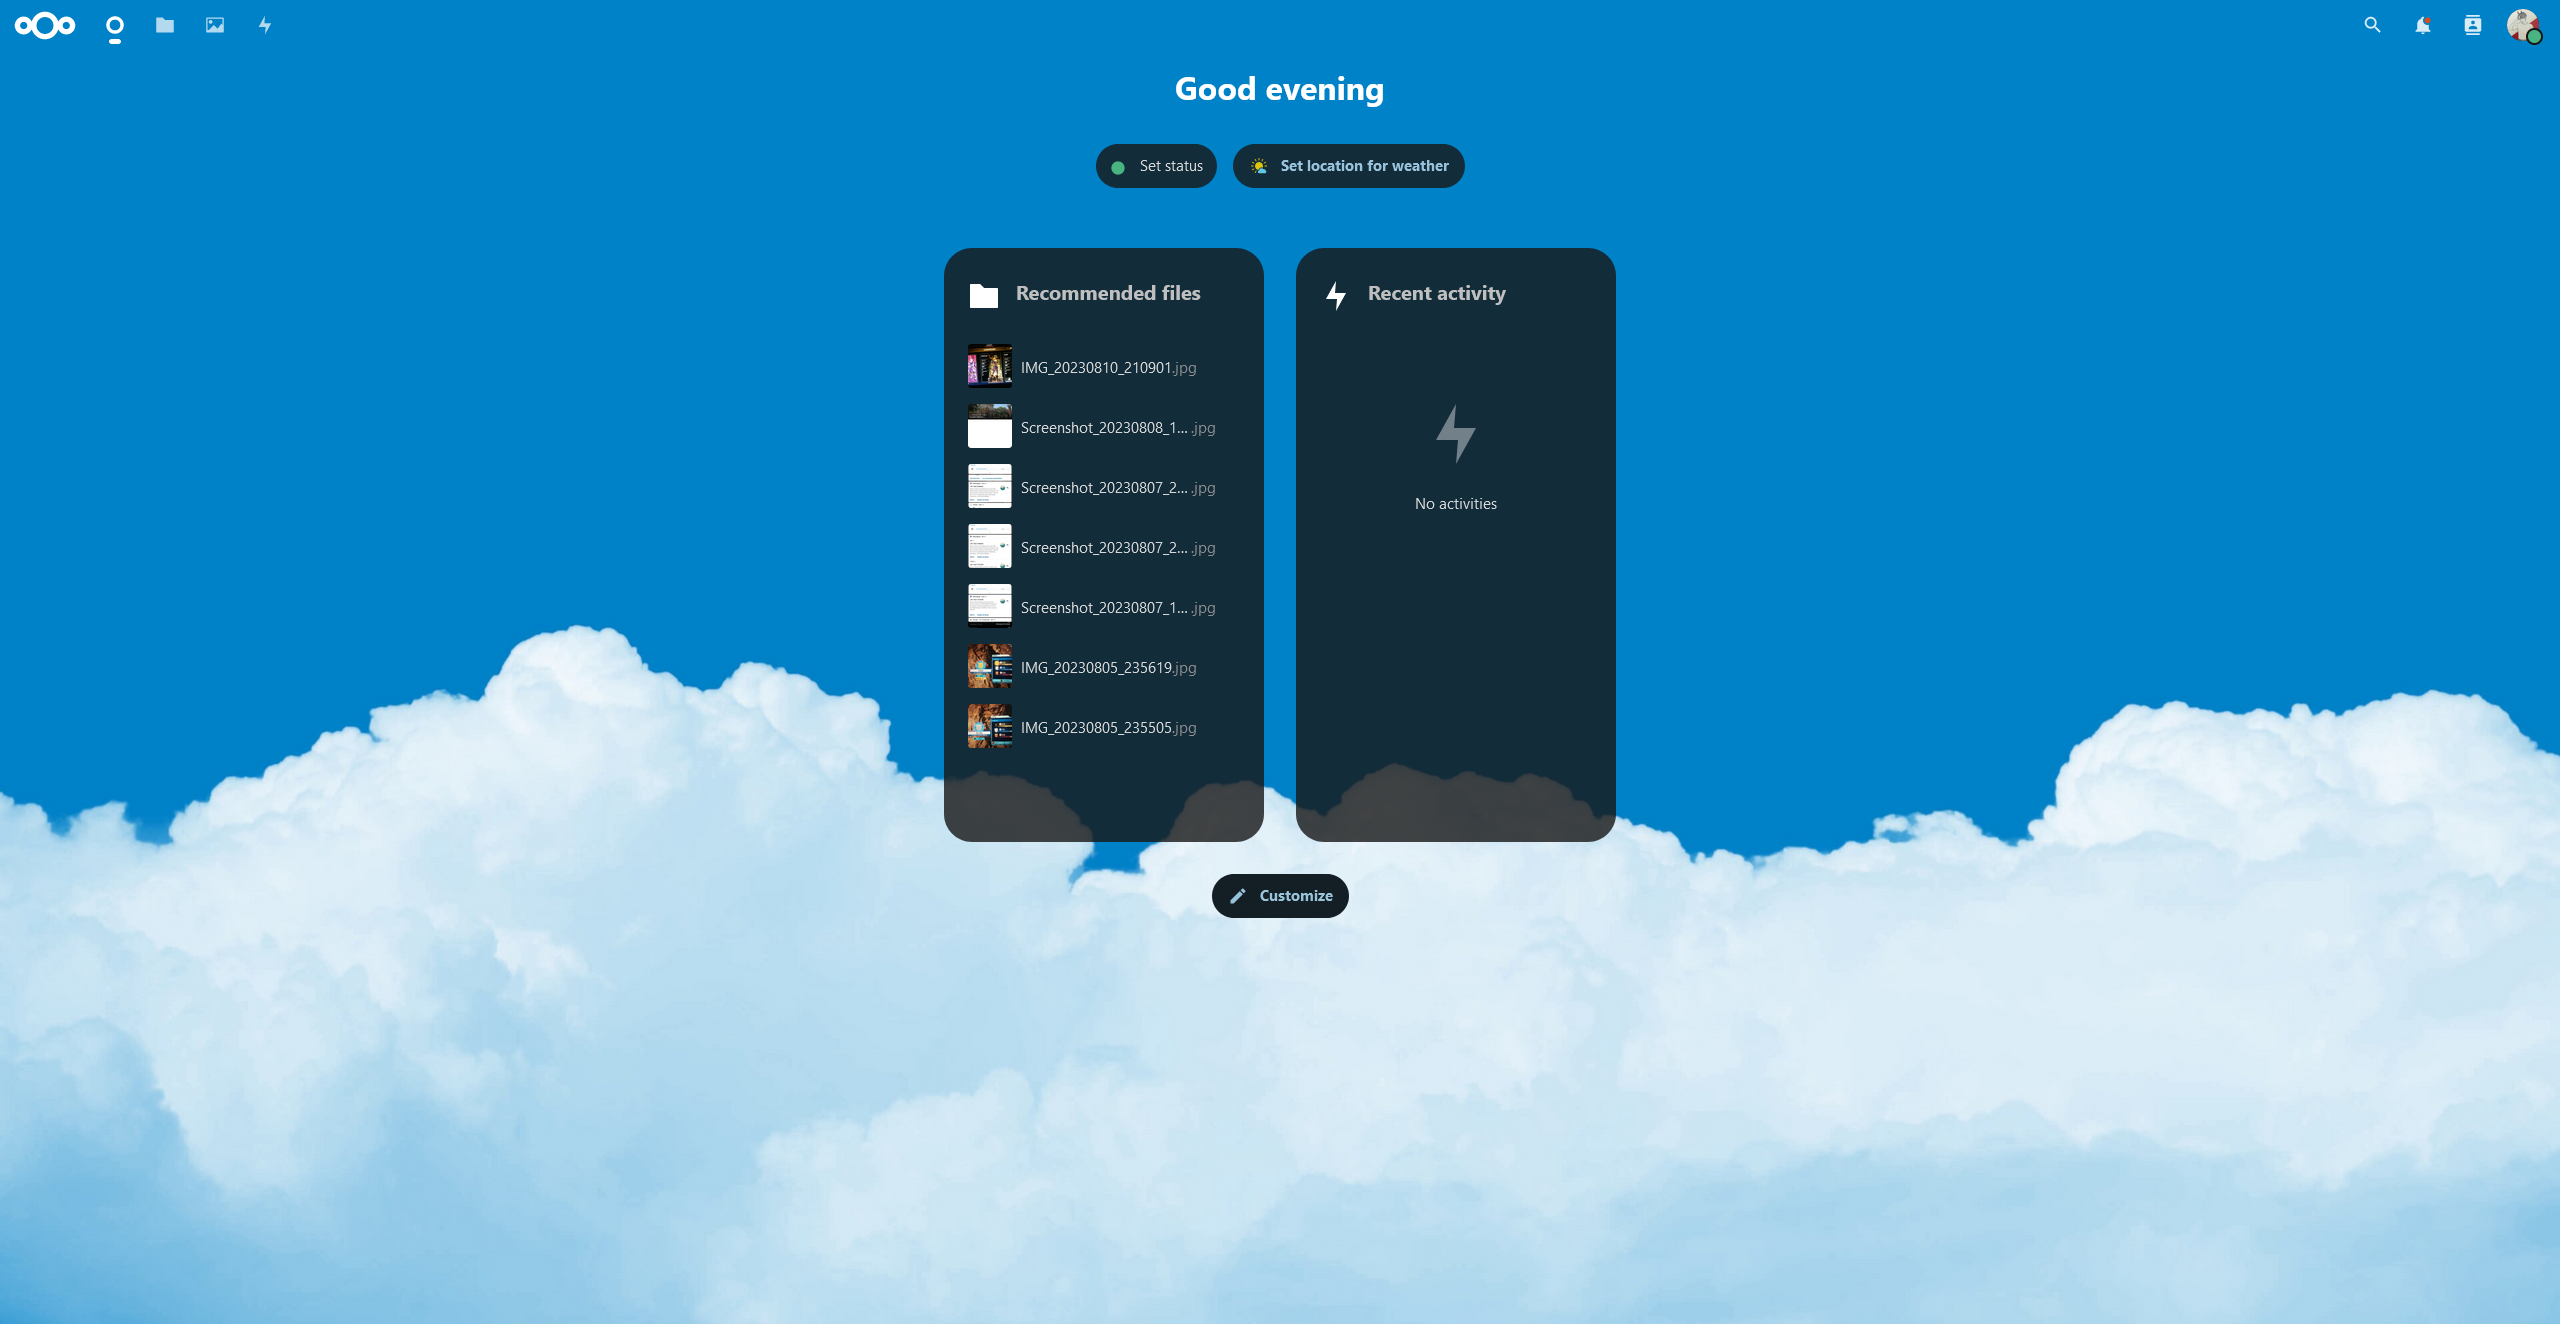 Good evening
Set status
Set location for weather
Recommended files
IMG_20230810_210901.jpg
Screenshot_20230808_1... .jpg
Screenshot_20230807_2... .jpg
Screenshot_20230807_2... .jpg
Screenshot_20230807_1... .jpg
IMG_20230805_235619.jpg
IMG_20230805_235505.jpg
Recent activity
No activities
Customize